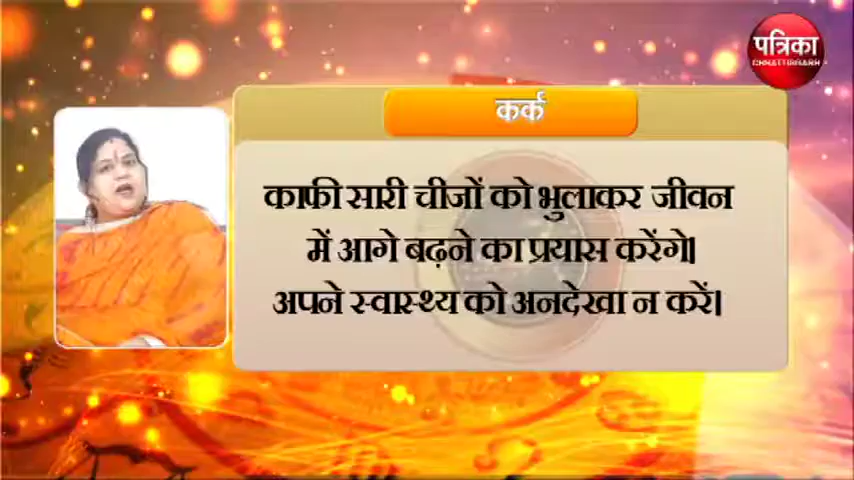 पत्रिका
CHHATTISGARH
कर्क
काफी सारी चीजों को भुलाकर जीवन
में आगे बढ़ने का प्रयास करेंगे।
अपने स्वास्थ्य को अनदेखा न करें।